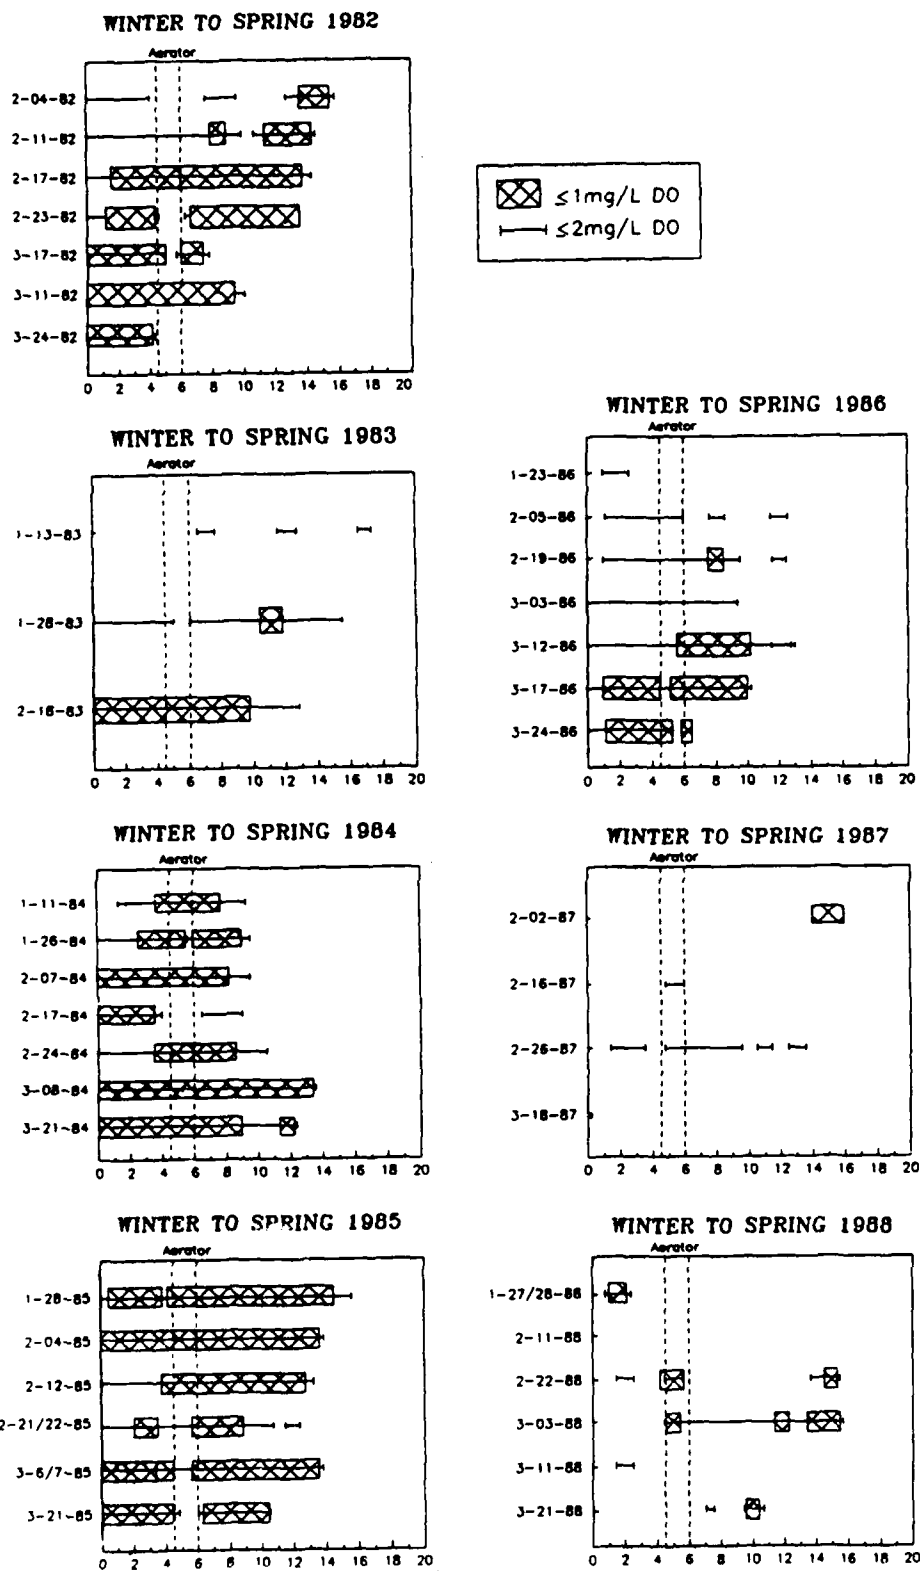 WINTER TO SPRING 1982
Aerator
2-04-82
2-11-82
2-17-82
2-23-82
3-17-82
3-11-82
3-24-82
0 2 4 6 8 10 12 14 16 18 20
≤1mg/L DO
≤2mg/L DO
WINTER TO SPRING 1983
Aerator
1-13-83
1-28-83
2-18-83
0 2 4 6 8 10 12 14 16 18 20
WINTER TO SPRING 1984
Aerator
1-11-84
1-26-84
2-07-84
2-17-84
2-24-84
3-08-84
3-21-84
0 2 4 6 8 10 12 14 16 18 20
WINTER TO SPRING 1985
Aerator
1-28-85
2-04-85
2-12-85
2-21/22-85
3-6/7-85
3-21-85
0 2 4 6 8 10 12 14 16 18 20
WINTER TO SPRING 1986
Aerator
1-23-86
2-05-86
2-19-86
3-03-86
3-12-86
3-17-86
3-24-86
0 2 4 6 8 10 12 14 16 18 20
WINTER TO SPRING 1987
Aerator
2-02-87
2-16-87
2-26-87
3-18-87
0 2 4 6 8 10 12 14 16 18 20
WINTER TO SPRING 1988
Aerator
1-27/28-88
2-11-88
2-22-88
3-03-88
3-11-88
3-21-88
0 2 4 6 8 10 12 14 16 18 20